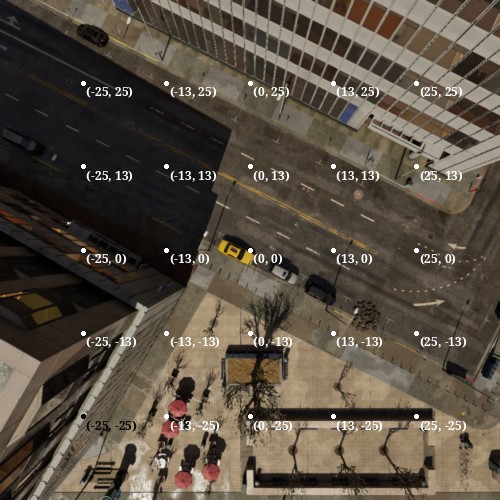 (-25, 25) (-13, 25) (0, 25) (13, 25) (25, 25)
(-25, 13) (-13, 13) (0, 13) (13, 13) (25, 13)
(-25, 0) (-13, 0) (0, 0) (13, 0) (25, 0)
(-25, -13) (-13, -13) (0, -13) (13, -13) (25, -13)
(-25, -25) (-13, -25) (0, -25) (13, -25) (25, -25)